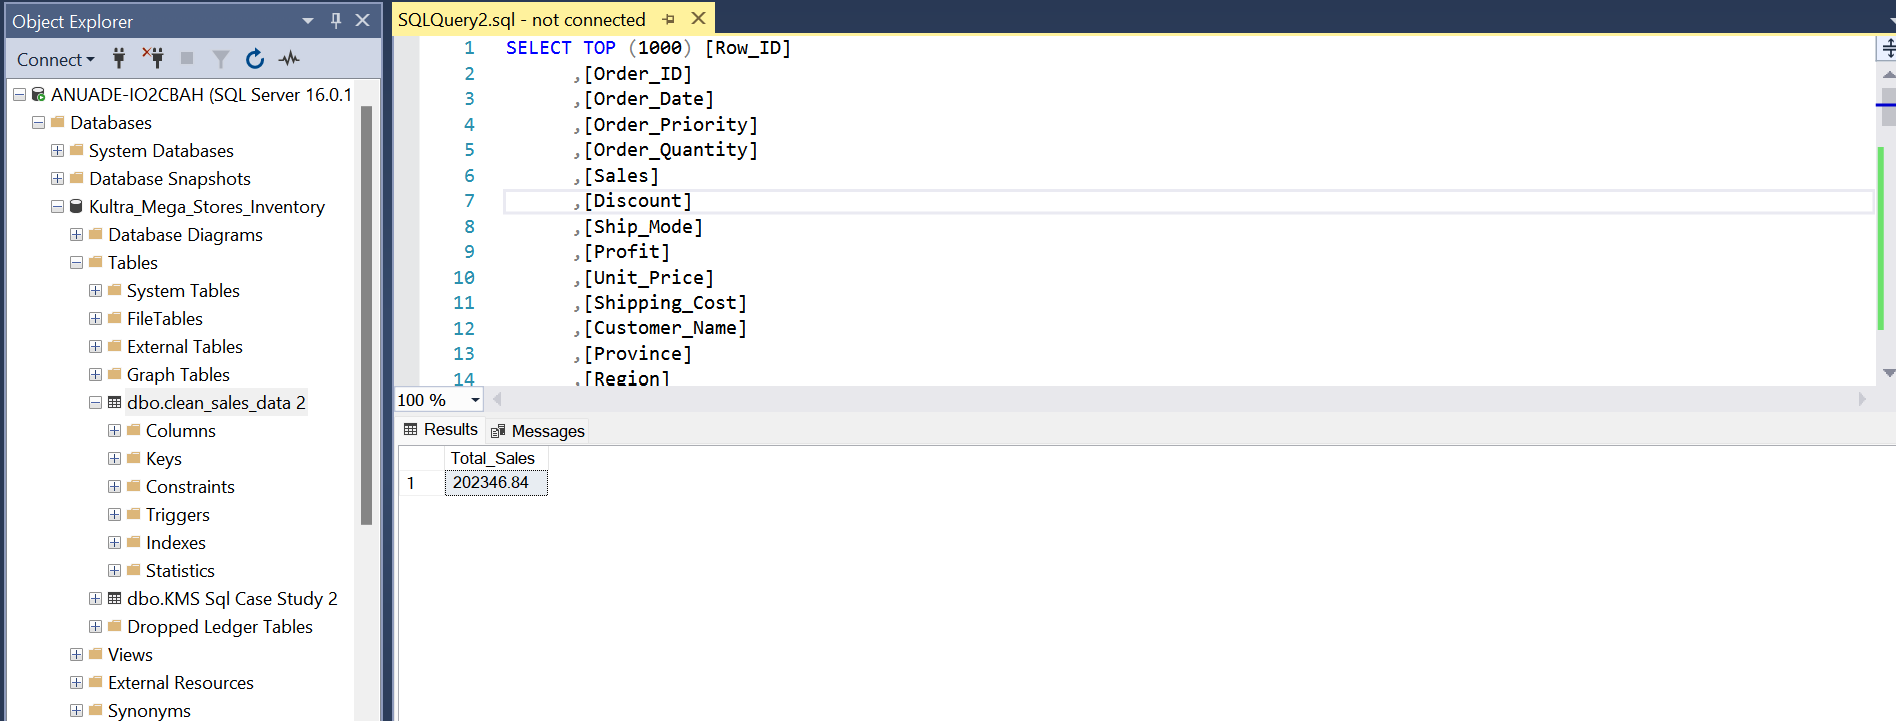 Object Explorer
Connect
ANUADE-IO2CBAH (SQL Server 16.0.1
Databases
System Databases
Database Snapshots
Kultra_Mega_Stores_Inventory
Database Diagrams
Tables
System Tables
FileTables
External Tables
Graph Tables
dbo.clean_sales_data 2
Columns
Keys
Constraints
Triggers
Indexes
Statistics
dbo.KMS Sql Case Study 2
Dropped Ledger Tables
Views
External Resources
Synonyms
SQLQuery2.sql - not connected
1 SELECT TOP (1000) [Row_ID]
2 ,[Order_ID]
3 ,[Order_Date]
4 ,[Order_Priority]
5 ,[Order_Quantity]
6 ,[Sales]
7 ,[Discount]
8 ,[Ship_Mode]
9 ,[Profit]
10 ,[Unit_Price]
11 ,[Shipping_Cost]
12 ,[Customer_Name]
13 ,[Province]
14 ,[Region]
100 %
Results Messages
Total_Sales
1 202346.84